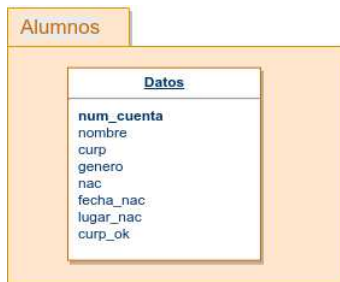 Alumnos
Datos
num_cuenta
nombre
curp
genero
nac
fecha_nac
lugar_nac
curp_ok